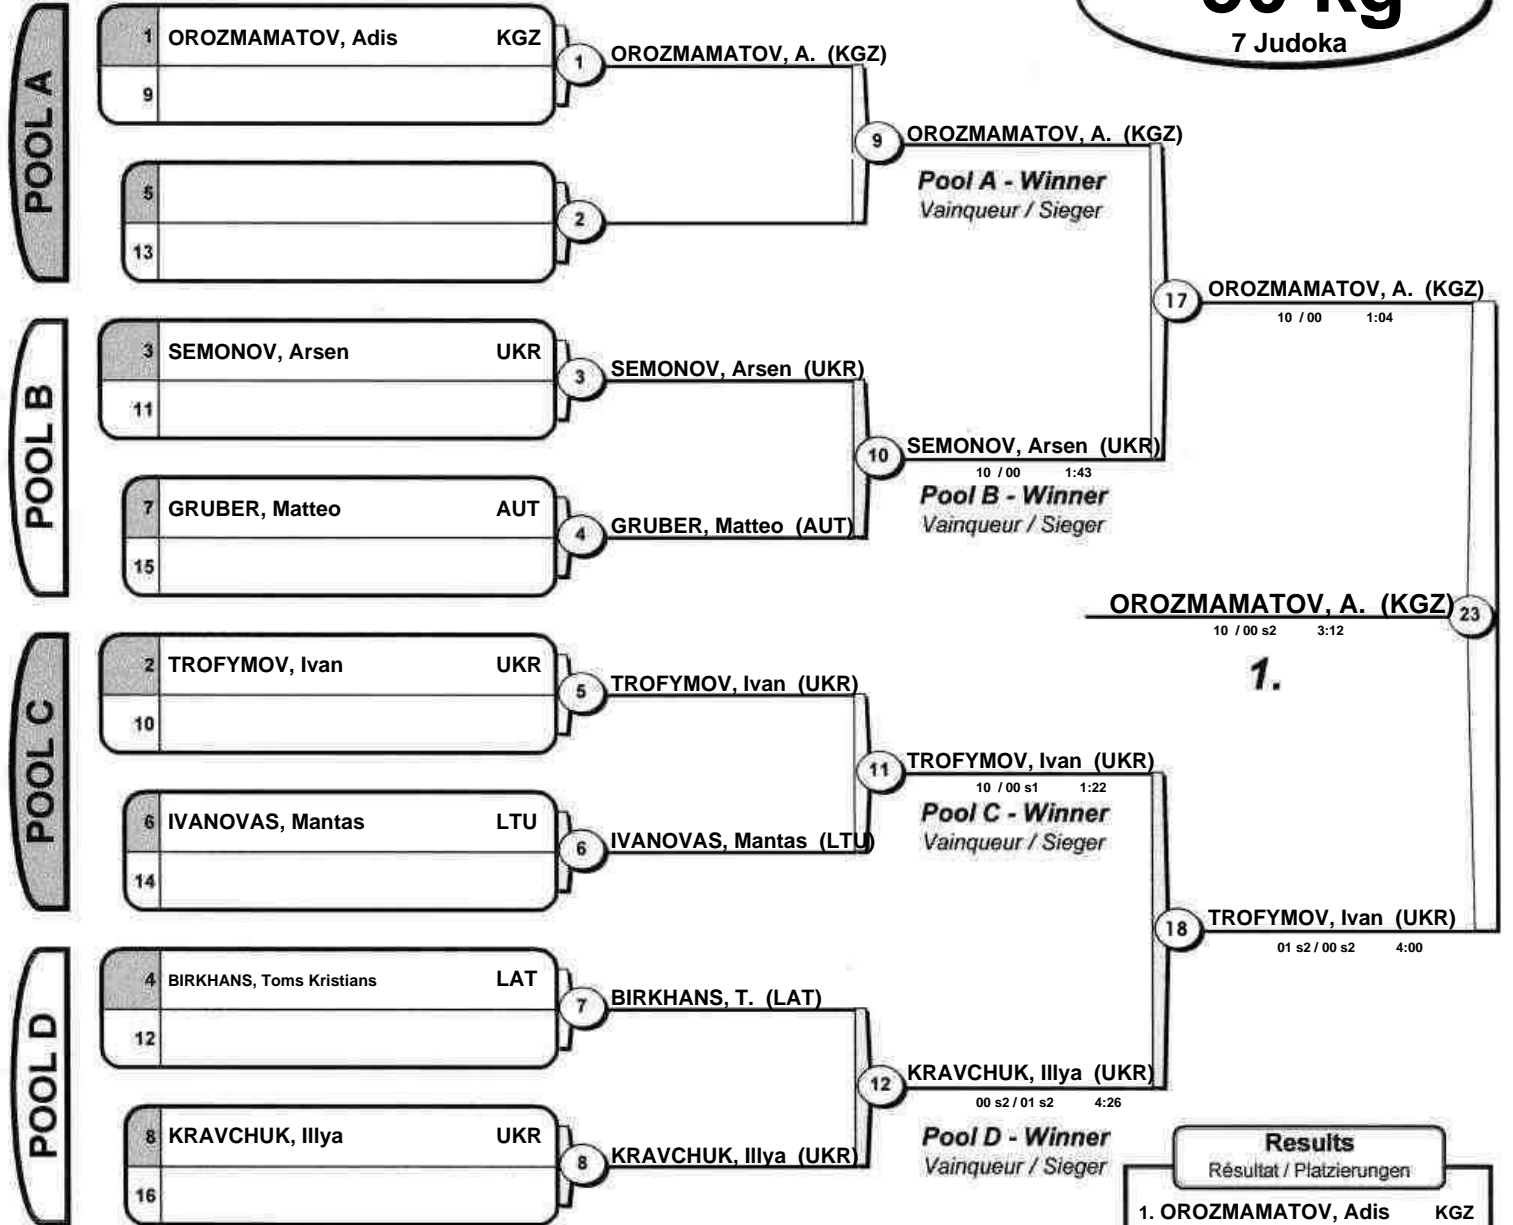 kg
7 Judoka
POOL A
1 OROZMAMATOV, Adis KGZ
9
1
OROZMAMATOV, A. (KGZ)
5
13
2
9
OROZMAMATOV, A. (KGZ)
Pool A - Winner
Vainqueur / Sieger
POOL B
3 SEMONOV, Arsen UKR
11
3
SEMONOV, Arsen (UKR)
7 GRUBER, Matteo AUT
15
4
GRUBER, Matteo (AUT)
10
SEMONOV, Arsen (UKR)
10 / 00 1:43
Pool B - Winner
Vainqueur / Sieger
17
OROZMAMATOV, A. (KGZ)
10 / 00 1:04
OROZMAMATOV, A. (KGZ)
23
10 / 00 s2 3:12
1.
POOL C
2 TROFYMOV, Ivan UKR
10
5
TROFYMOV, Ivan (UKR)
6 IVANOVAS, Mantas LTU
14
6
IVANOVAS, Mantas (LTU)
11
TROFYMOV, Ivan (UKR)
10 / 00 s1 1:22
Pool C - Winner
Vainqueur / Sieger
18
TROFYMOV, Ivan (UKR)
01 s2 / 00 s2 4:00
POOL D
4 BIRKHANS, Toms Kristians LAT
12
7
BIRKHANS, T. (LAT)
8 KRAVCHUK, Illya UKR
16
8
KRAVCHUK, Illya (UKR)
12
KRAVCHUK, Illya (UKR)
00 s2 / 01 s2 4:26
Pool D - Winner
Vainqueur / Sieger
Results
Résultat / Platzierungen
1. OROZMAMATOV, Adis KGZ